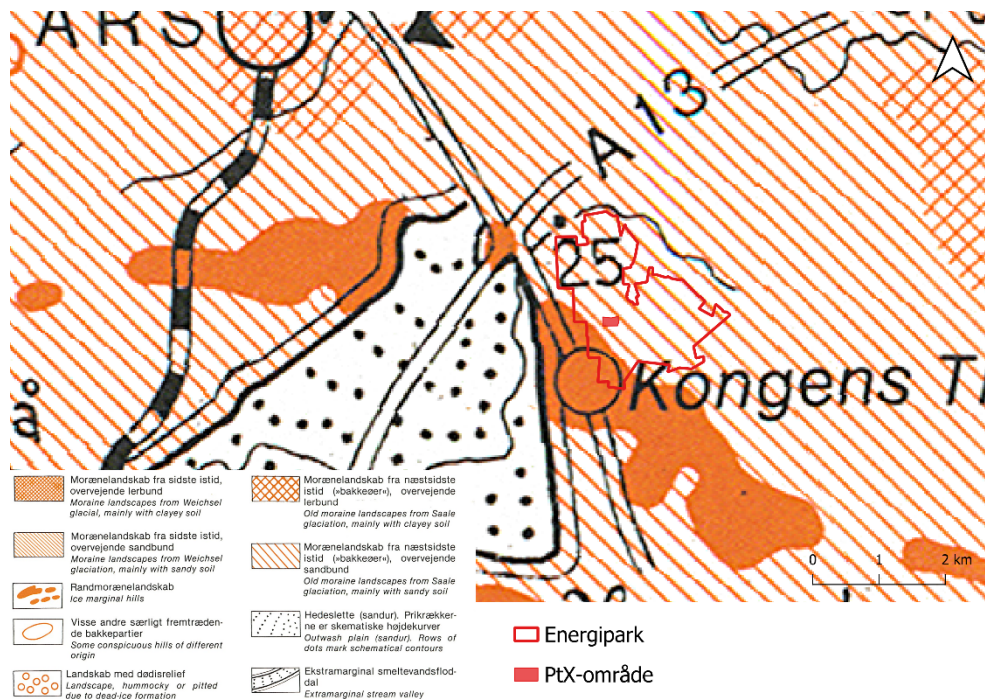 ARS
A 13
25
Kongens T
å
Morænelandskab fra sidste istid,
overvejende lerbund
Moraine landscapes from Weichsel
glacial, mainly with clayey soil
Morænelandskab fra sidste istid,
overvejende sandbund
Moraine landscapes from Weichsel
glaciation, mainly with sandy soil
Randmorænelandskab
Ice marginal hills
Visse andre særligt fremtræden-
de bakkepartier
Some conspicuous hills of different
origin
Landskab med dødisrelief
Landscape, hummocky or pitted
due to dead-ice formation
Morænelandskab fra næstsidste
istid (»bakkeøer«), overvejende
lerbund
Old moraine landscapes from Saale
glaciation, mainly with clayey soil
Morænelandskab fra næstsidste
istid (»bakkeøer«), overvejende
sandbund
Old moraine landscapes from Saale
glaciation, mainly with sandy soil
Hedeslette (sandur). Prikrækker-
ne er skematiske højdekurver
Outwash plain (sandur). Rows of
dots mark schematical contours
Ekstramarginal smeltevandsflod-
dal
Extramarginal stream valley
0 1 2 km
Energipark
PtX-område